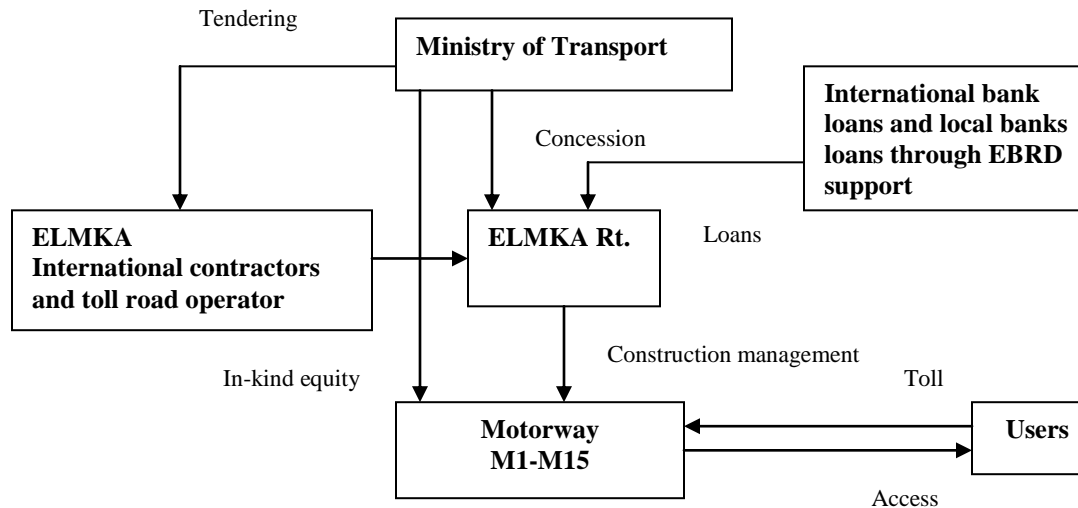 Tendering
Ministry of Transport
International bank
loans and local banks
loans through EBRD
support
Concession
ELMKA
International contractors
and toll road operator
ELMKA Rt.
Loans
In-kind equity
Construction management
Toll
Motorway
M1-M15
Users
Access